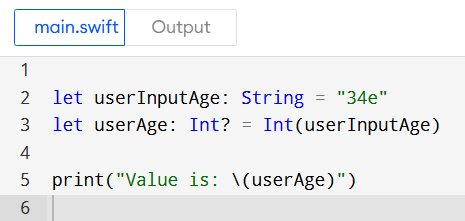 main.swift Output
1
2 let userInputAge: String = "34e"
3 let userAge: Int? = Int(userInputAge)
4
5 print("Value is: \(userAge)")
6